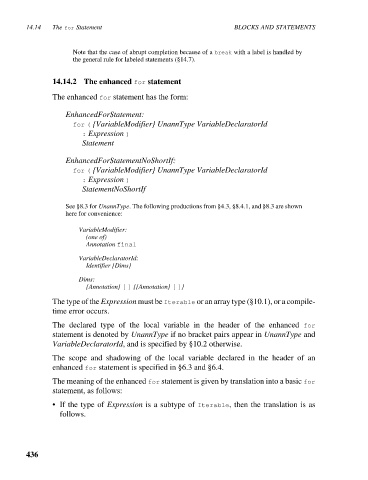 14.14 The for Statement BLOCKS AND STATEMENTS
Note that the case of abrupt completion because of a break with a label is handled by
the general rule for labeled statements (§14.7).
14.14.2 The enhanced for statement
The enhanced for statement has the form:
EnhancedForStatement:
for ( {VariableModifier} UnannType VariableDeclaratorId
: Expression )
Statement
EnhancedForStatementNoShortIf:
for ( {VariableModifier} UnannType VariableDeclaratorId
: Expression )
StatementNoShortIf
See §8.3 for UnannType. The following productions from §4.3, §8.4.1, and §8.3 are shown
here for convenience:
VariableModifier:
(one of)
Annotation final
VariableDeclaratorId:
Identifier [Dims]
Dims:
{Annotation} [ ] {{Annotation} [ ]}
The type of the Expression must be Iterable or an array type (§10.1), or a compile-
time error occurs.
The declared type of the local variable in the header of the enhanced for
statement is denoted by UnannType if no bracket pairs appear in UnannType and
VariableDeclaratorId, and is specified by §10.2 otherwise.
The scope and shadowing of the local variable declared in the header of an
enhanced for statement is specified in §6.3 and §6.4.
The meaning of the enhanced for statement is given by translation into a basic for
statement, as follows:
• If the type of Expression is a subtype of Iterable, then the translation is as
follows.
436